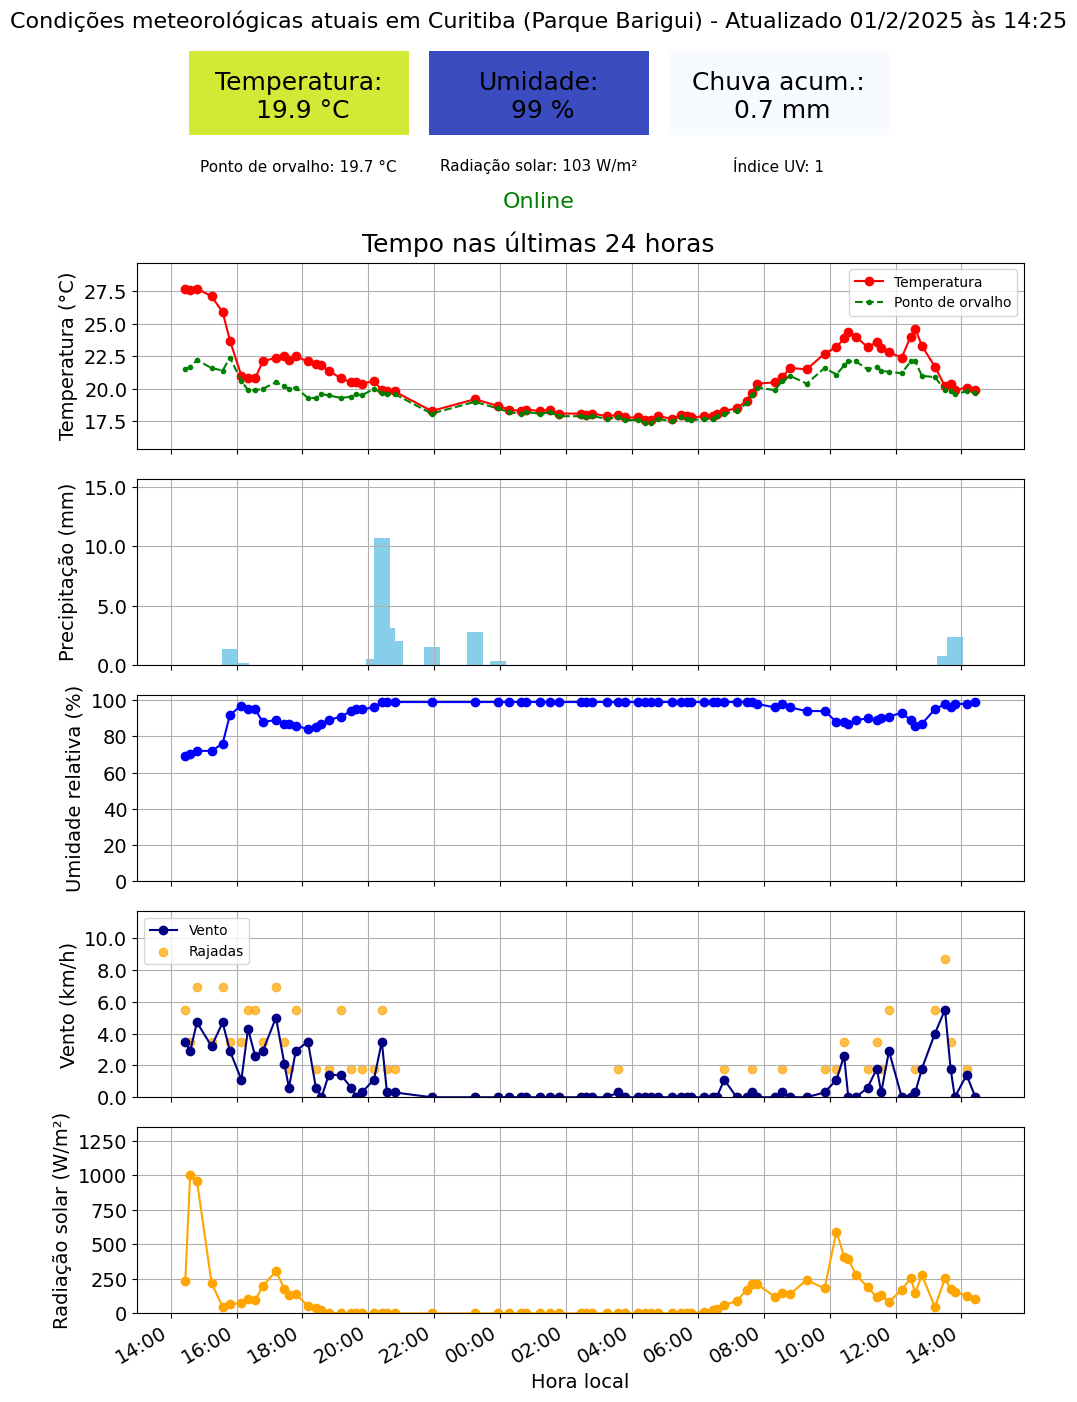 Condições meteorológicas atuais em Curitiba (Parque Barigui) - Atualizado 01/2/2025 às 14:25
Temperatura:
19.9 °C
Umidade:
99 %
Chuva acum.:
0.7 mm
Ponto de orvalho: 19.7 °C
Radiação solar: 103 W/m²
Índice UV: 1
Online
Tempo nas últimas 24 horas
Temperatura (°C)
27.5
25.0
22.5
20.0
17.5
Temperatura
Ponto de orvalho
Precipitação (mm)
15.0
10.0
5.0
0.0
Umidade relativa (%)
100
80
60
40
20
0
Vento (km/h)
10.0
8.0
6.0
4.0
2.0
0.0
Vento
Rajadas
Radiação solar (W/m²)
1250
1000
750
500
250
0
14:00
16:00
18:00
20:00
22:00
00:00
02:00
04:00
06:00
08:00
10:00
12:00
14:00
Hora local